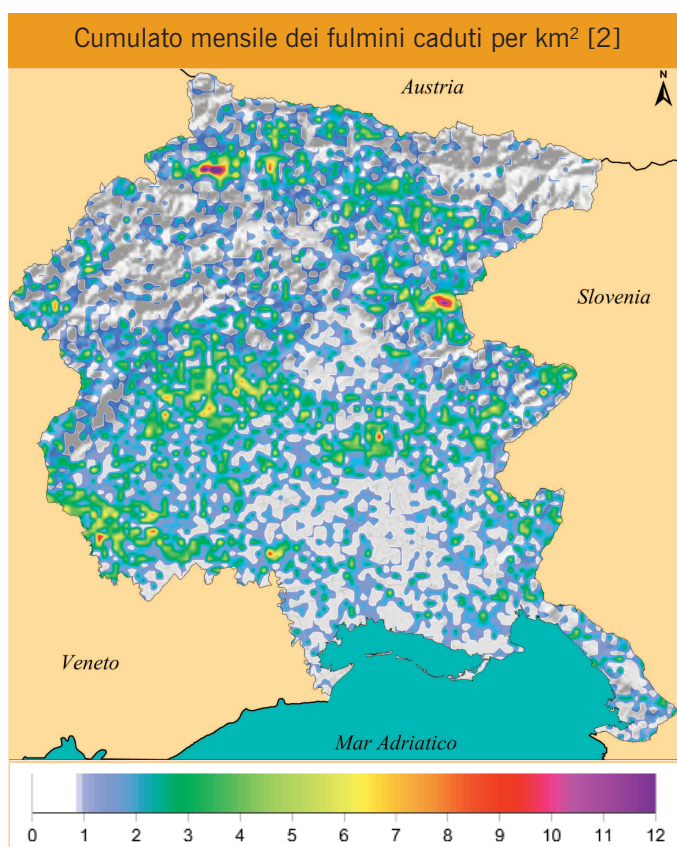 Cumulato mensile dei fulmini caduti per km² [2]
Austria
N
Slovenia
Veneto
Mar Adriatico
0 1 2 3 4 5 6 7 8 9 10 11 12